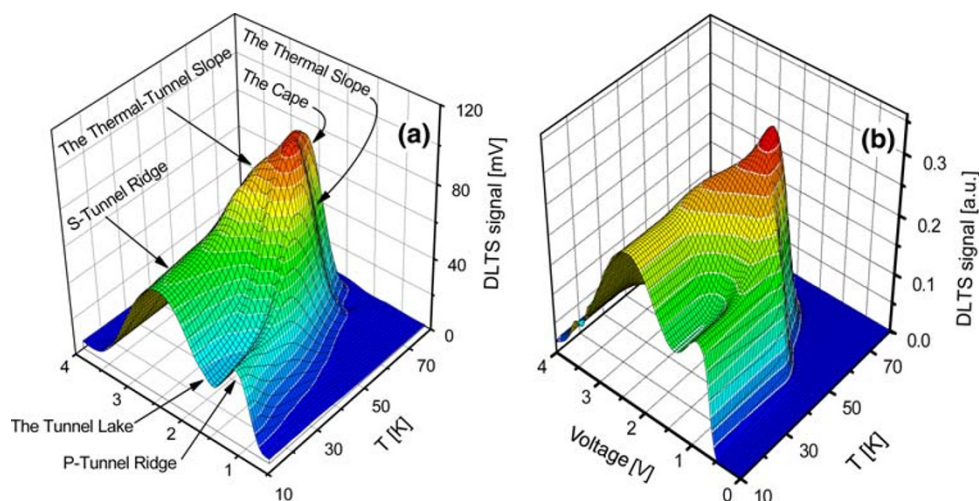 The Thermal Slope
The Cape
The Thermal-Tunnel Slope
S-Tunnel Ridge
The Tunnel Lake
P-Tunnel Ridge
(a)
120
80
40
0
DLTS signal [mV]
4
3
2
1
10
30
50
70
T [K]
(b)
0.3
0.2
0.1
0.0
DLTS signal [a.u.]
4
3
2
1
0
Voltage [V]
10
30
50
70
T [K]